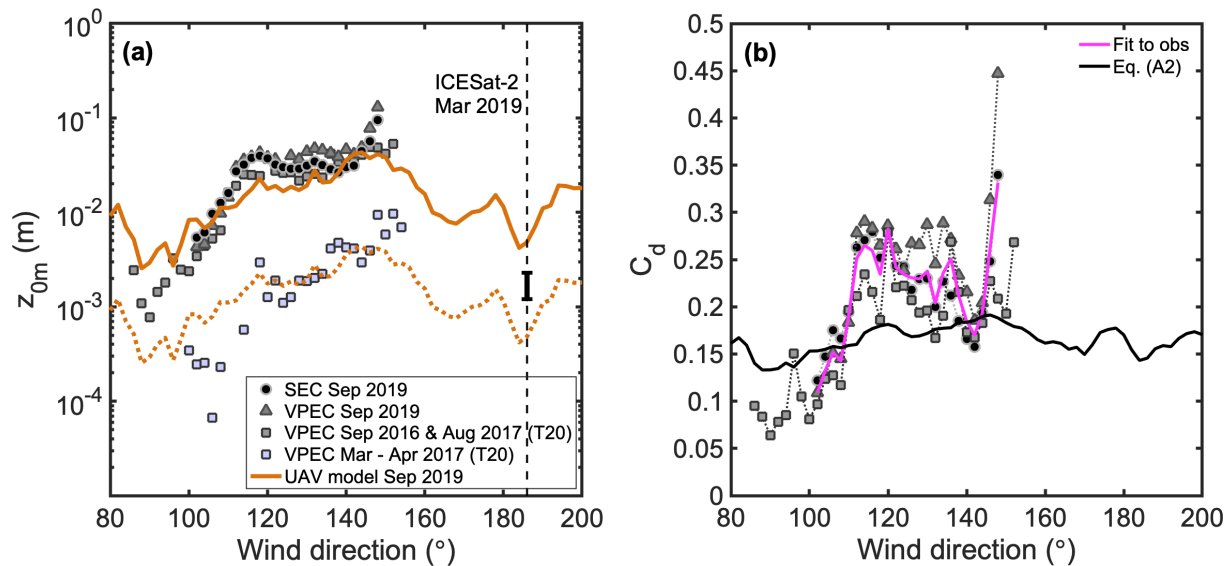 (a)
10^0
10^-1
10^-2
10^-3
10^-4
z_0m (m)
ICESat-2
Mar 2019
SEC Sep 2019
VPEC Sep 2019
VPEC Sep 2016 & Aug 2017 (T20)
VPEC Mar - Apr 2017 (T20)
UAV model Sep 2019
80 100 120 140 160 180 200
Wind direction (°)
(b)
Fit to obs
Eq. (A2)
0.5
0.45
0.4
0.35
0.3
0.25
0.2
0.15
0.1
0.05
0
C_d
80 100 120 140 160 180 200
Wind direction (°)